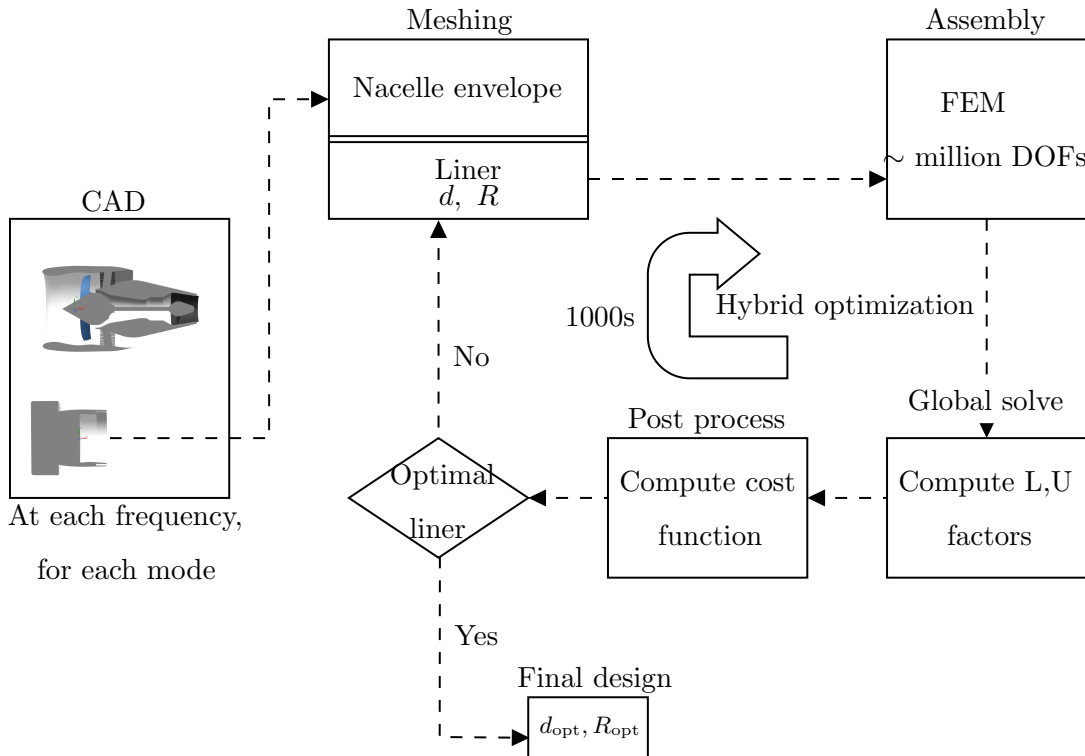 Meshing
Nacelle envelope
Liner
d, R
Assembly
FEM
∼ million DOFs
CAD
At each frequency,
for each mode
1000s
Hybrid optimization
No
Global solve
Compute L,U
factors
Post process
Compute cost
function
Optimal
liner
Yes
Final design
d_opt, R_opt